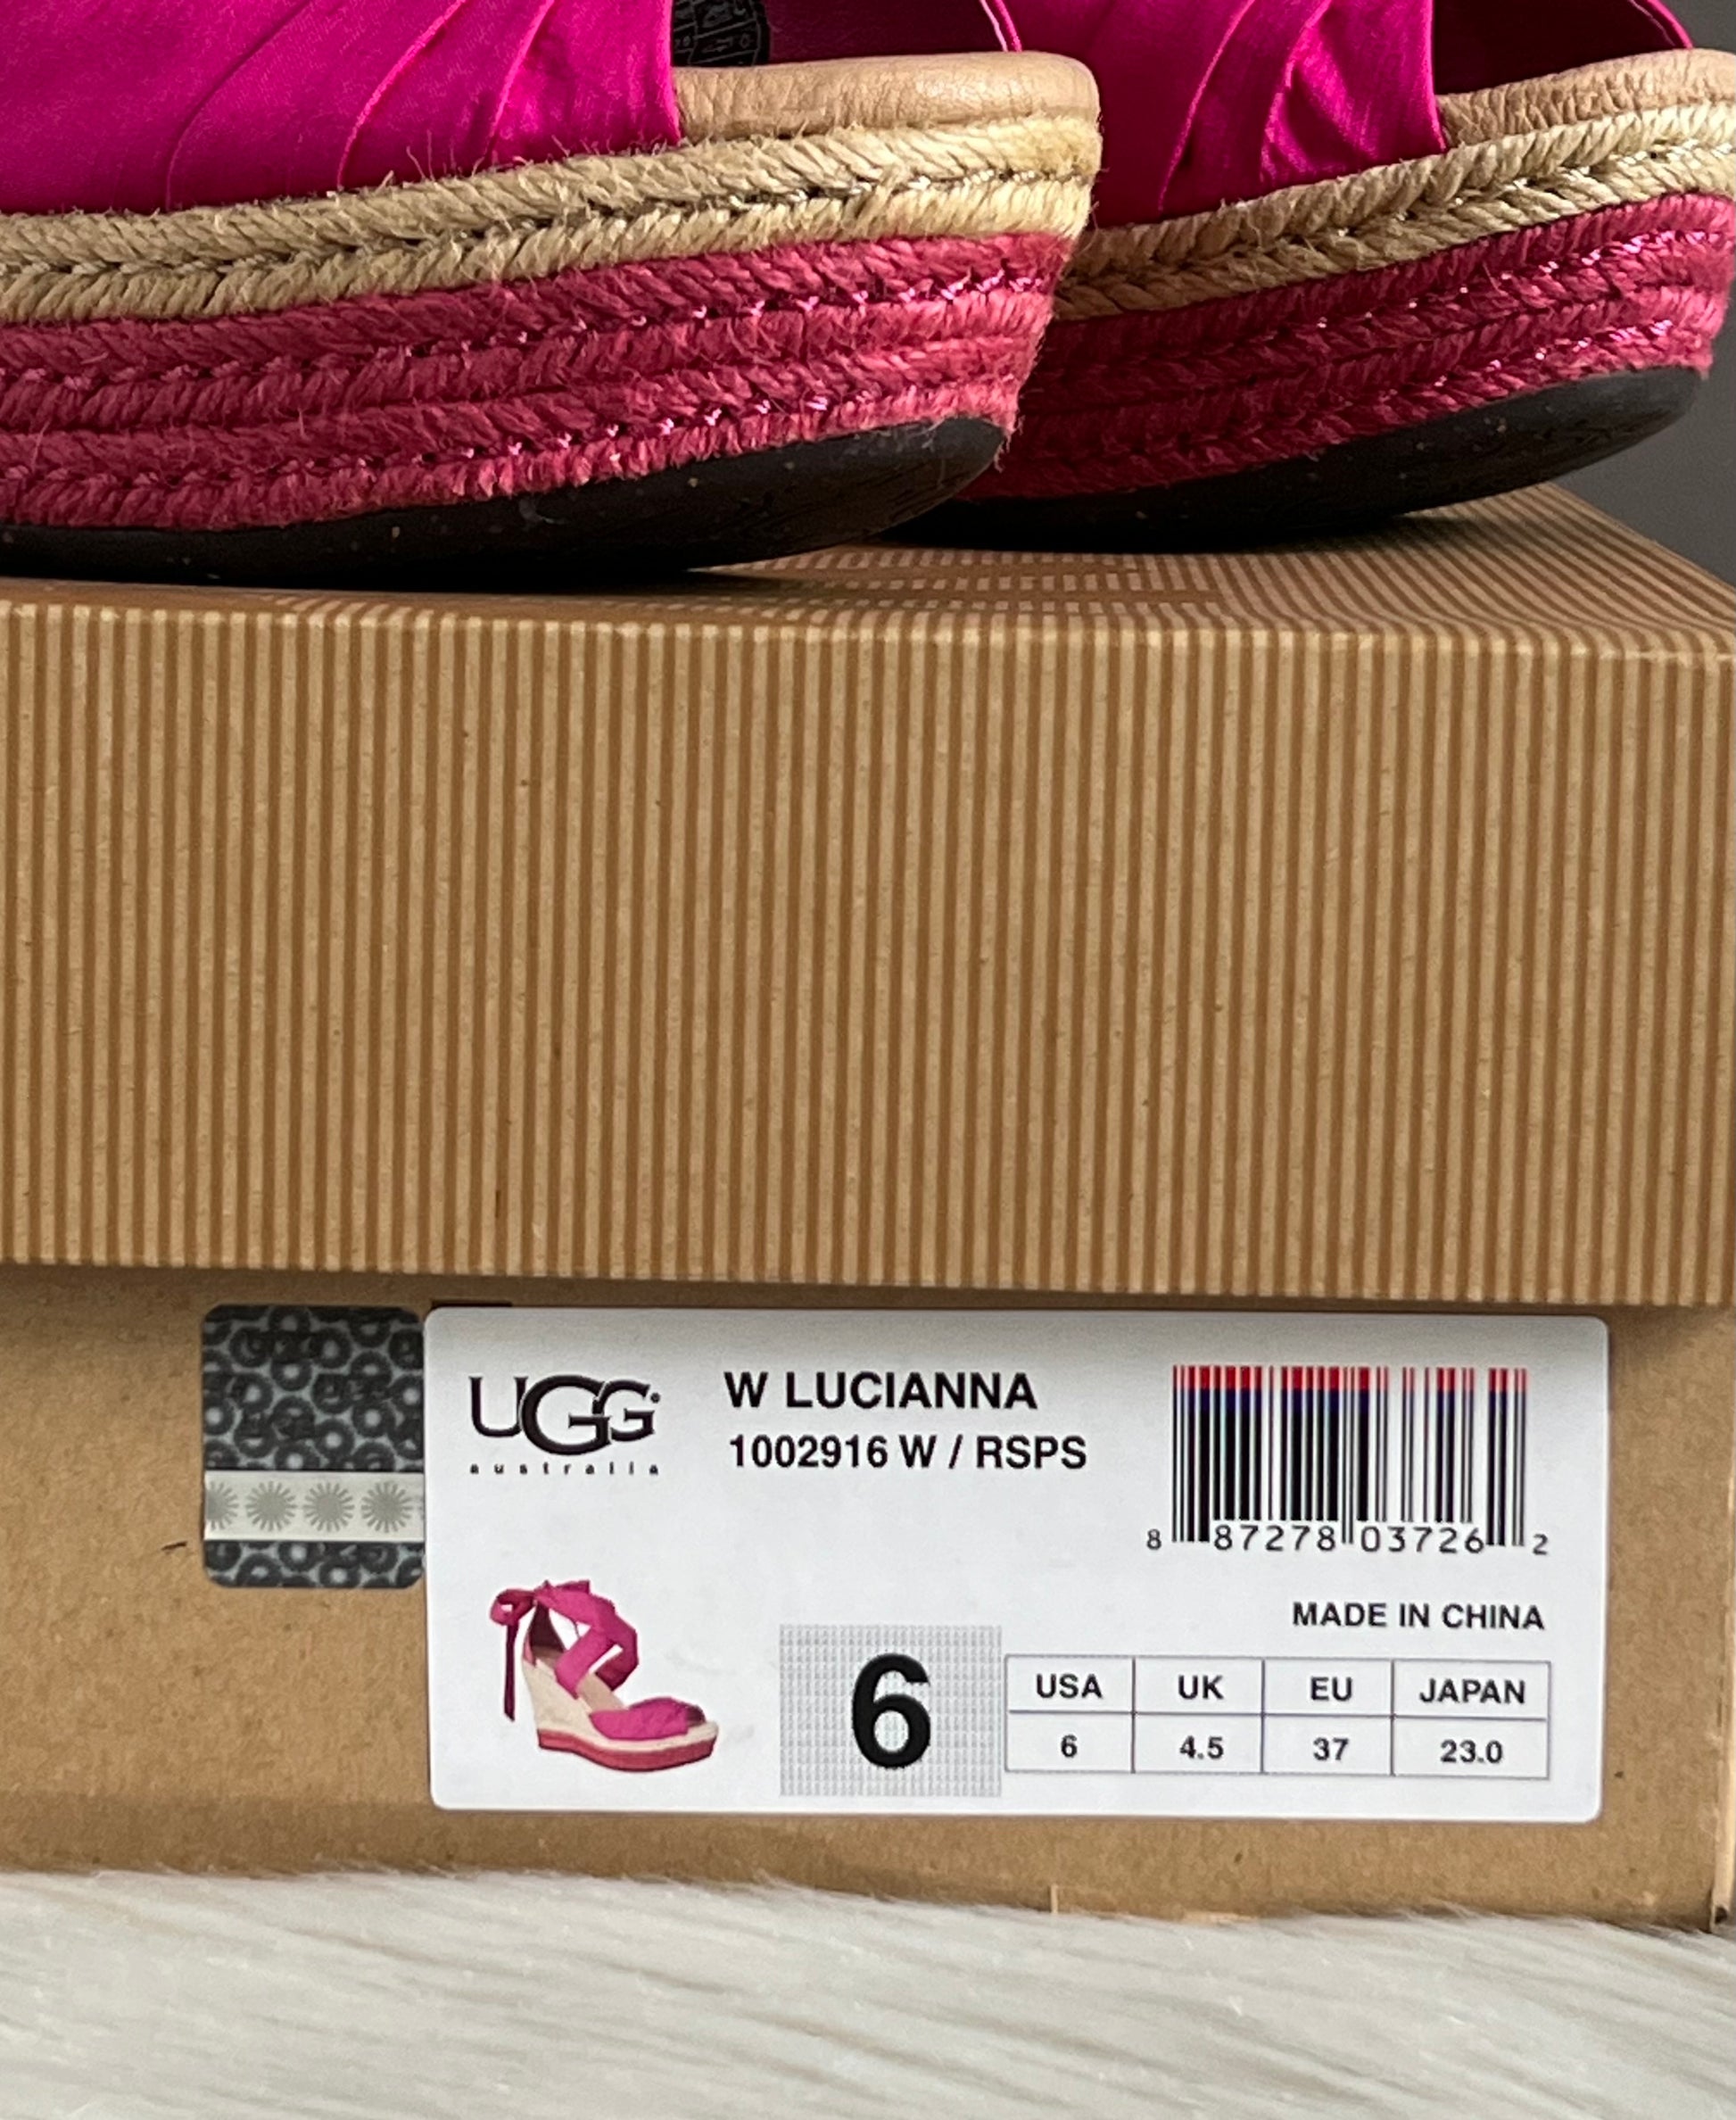 UGG®
australia
W LUCIANNA
1002916 W / RSPS
8 87278 03726 2
MADE IN CHINA
6
USA UK EU JAPAN
6 4.5 37 23.0